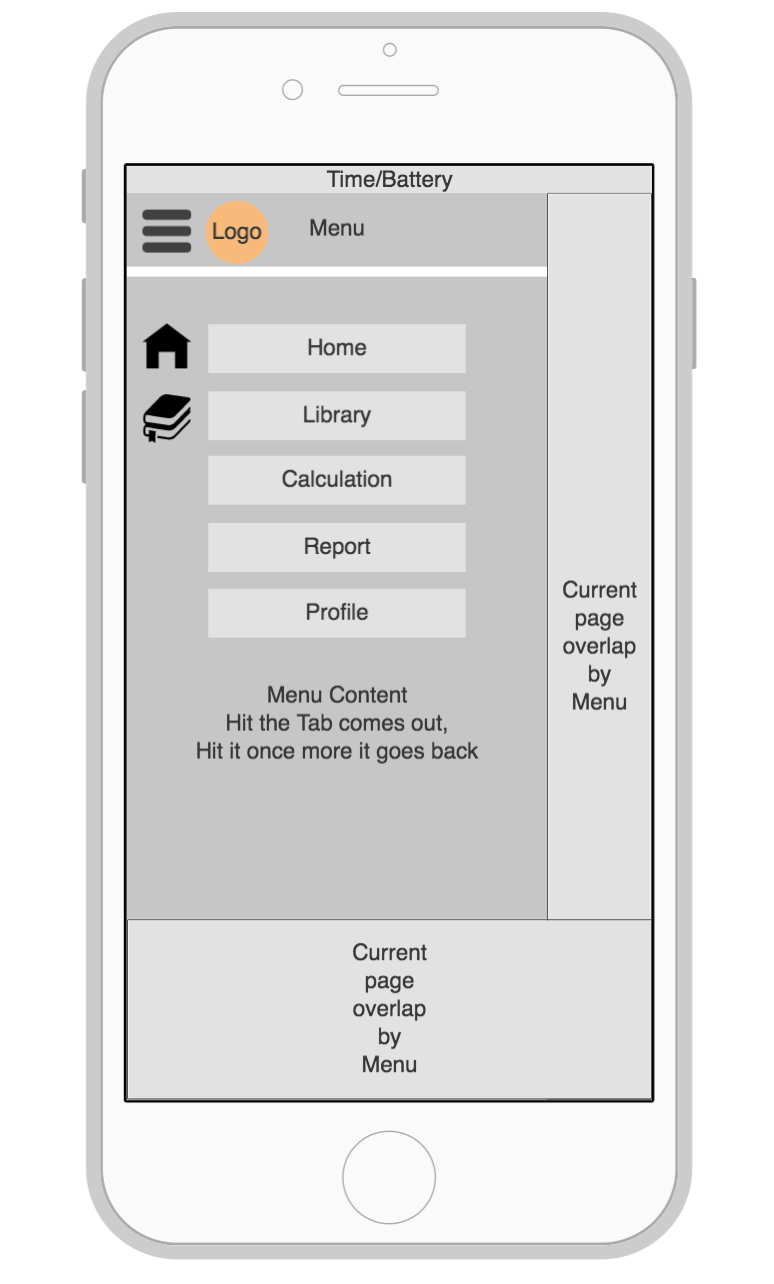 Time/Battery
Logo
Menu
Home
Library
Calculation
Report
Profile
Menu Content
Hit the Tab comes out,
Hit it once more it goes back
Current
page
overlap
by
Menu
Current
page
overlap
by
Menu